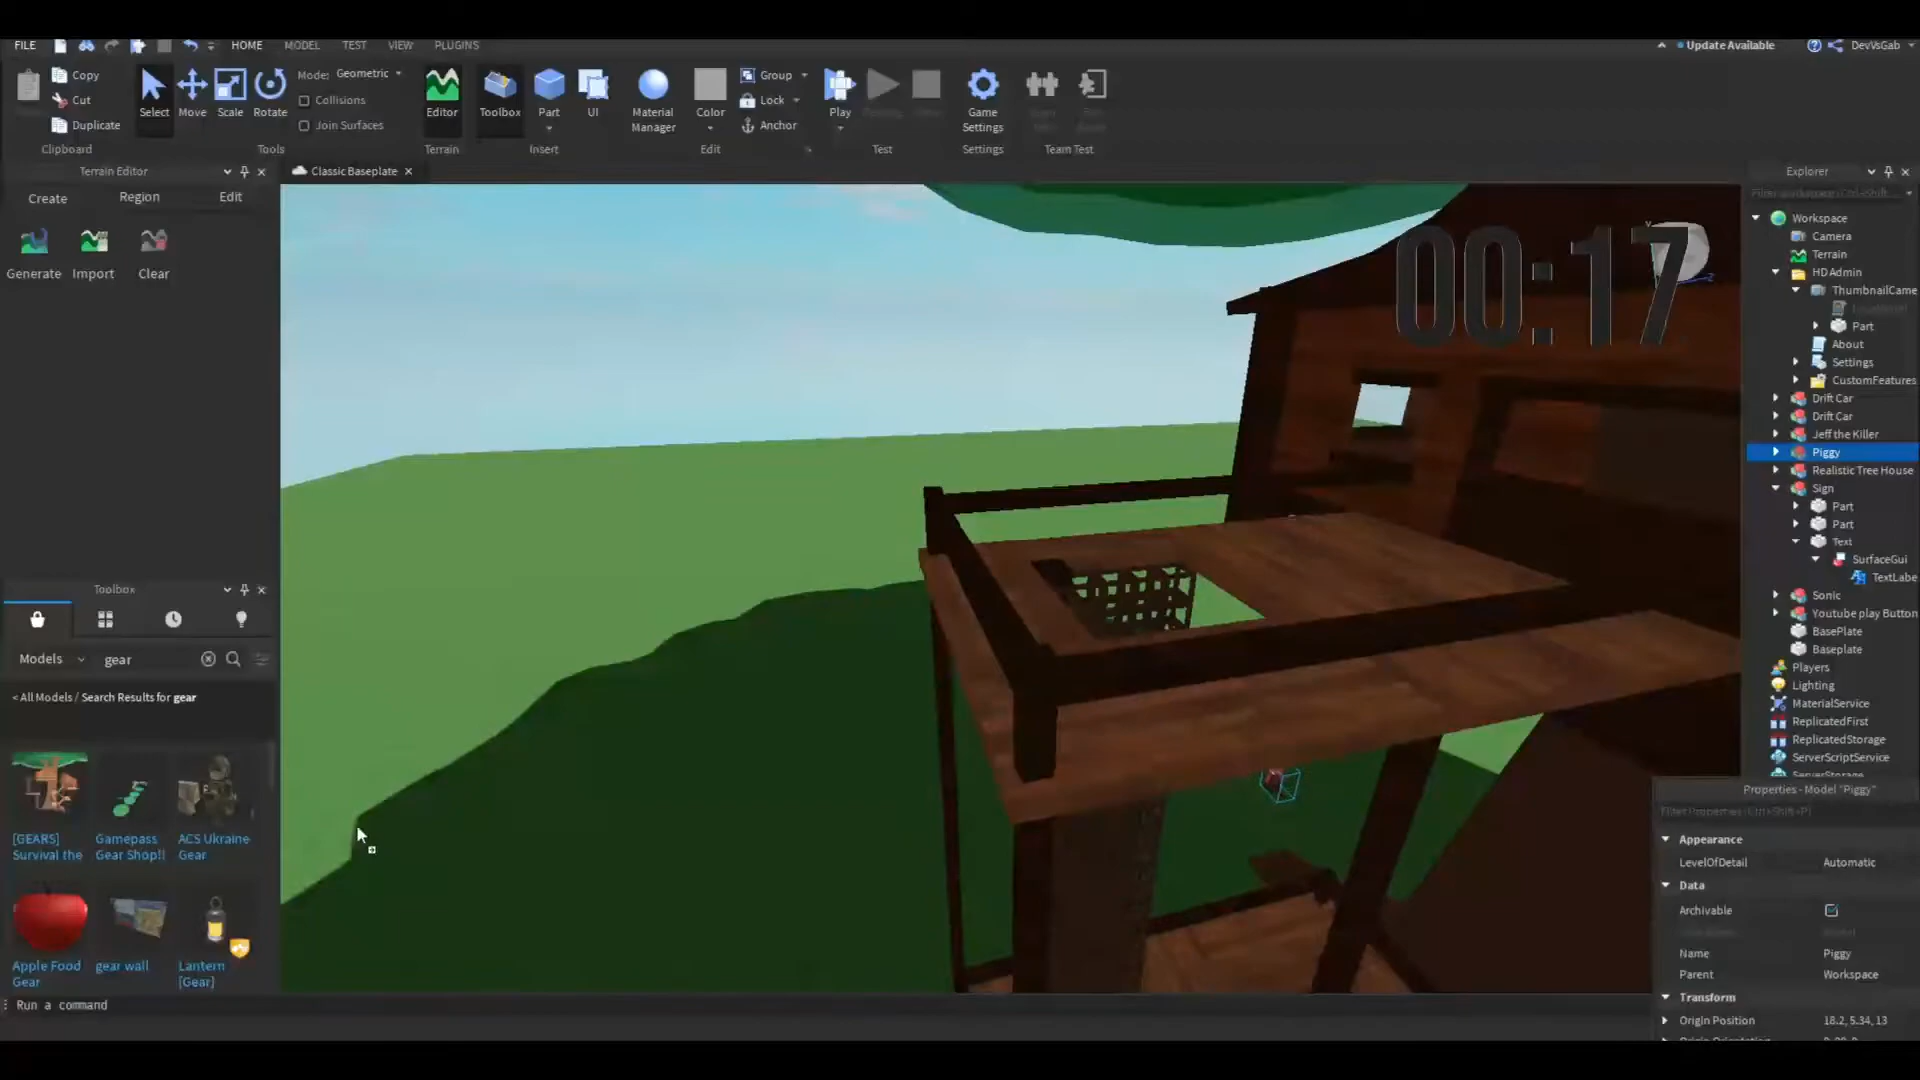 FILE HOME MODEL TEST VIEW PLUGINS Update Available DevVsGab
Copy Mode: Geometric Group
Cut Collisions Lock
Select Move Scale Rotate Editor Toolbox Part UI Material Manager Color Play Game Settings
Duplicate Join Surfaces Anchor
Clipboard Tools Terrain Insert Edit Test Settings Team Test
Terrain Editor
Classic Baseplate
Explorer
Create Region Edit
Generate Import Clear
00:17
Workspace
Camera
Terrain
HD Admin
ThumbnailCame
Part
About
Settings
CustomFeatures
Drift Car
Drift Car
Jeff the Killer
Piggy
Realistic Tree House
Sign
Part
Part
Text
SurfaceGui
TextLabe
Sonic
Youtube play Button
BasePlate
Baseplate
Players
Lighting
MaterialService
ReplicatedFirst
ReplicatedStorage
ServerScriptService
ServerStorage
Toolbox
Models gear
< All Models / Search Results for gear
[GEARS] Gamepass ACS Ukraine
Survival the Gear Shop!! Gear
Apple Food gear wall Lantern
Gear [Gear]
Run a command
Properties - Model "Piggy"
Filter Properties (Ctrl+Shift+P)
Appearance
LevelOfDetail Automatic
Data
Archivable
Name Piggy
Parent Workspace
Transform
Origin Position 18.2, 5.34, 13